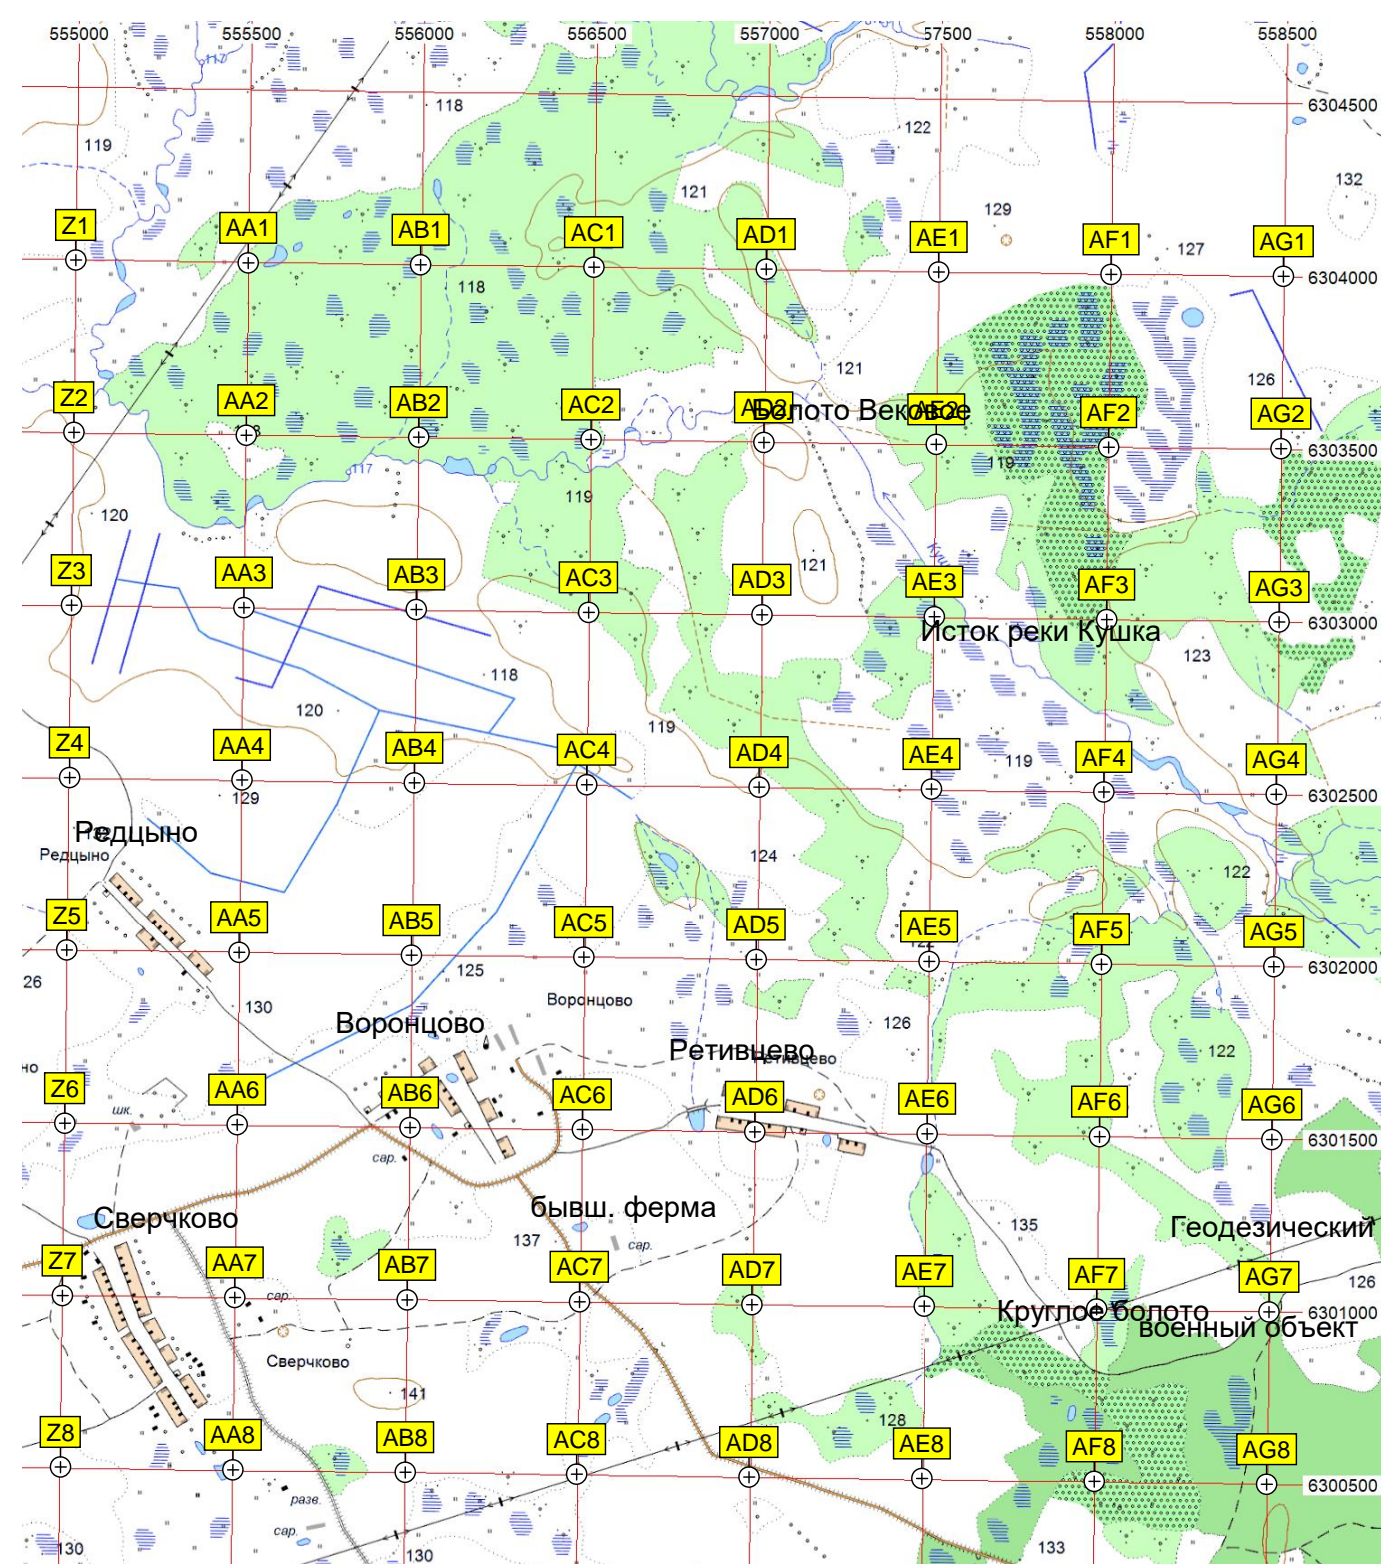 555000 555500 556000 556500 557000 57500 558000 558500
117
118
6304500
122
119
121
132
129
Z1 AA1 AB1 AC1 AD1 AE1 AF1 AG1
127
6304000
118
121
126
Z2 AA2 AB2 AC2 AD2 AE2 AF2 AG2
Болото Вековое
6303500
117
119
119
120
121
Z3 AA3 AB3 AC3 AD3 AE3 AF3 AG3
6303000
Исток реки Кушка
123
118
120
119
119
Z4 AA4 AB4 AC4 AD4 AE4 AF4 AG4
6302500
129
Редцыно
Редцыно
124
122
Z5 AA5 AB5 AC5 AD5 AE5 AF5 AG5
6302000
125
26
130
Воронцово
126
Воронцово
Ретивцево
122
но
Z6 AA6 AB6 AC6 AD6 AE6 AF6 AG6
шк.
6301500
сар.
бывш. ферма
Сверчково
135
Геодезический
137
сар.
Z7 AA7 AB7 AC7 AD7 AE7 AF7 AG7
126
сар.
6301000
Круглое болото
военный объект
Сверчково
141
128
Z8 AA8 AB8 AC8 AD8 AE8 AF8 AG8
6300500
разв.
сар.
130
130
133